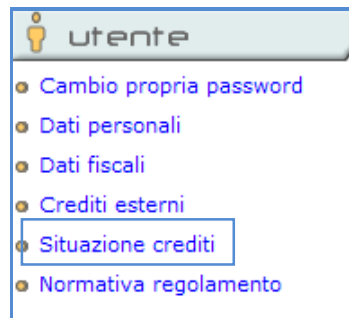 utente
Cambio propria password
Dati personali
Dati fiscali
Crediti esterni
Situazione crediti
Normativa regolamento